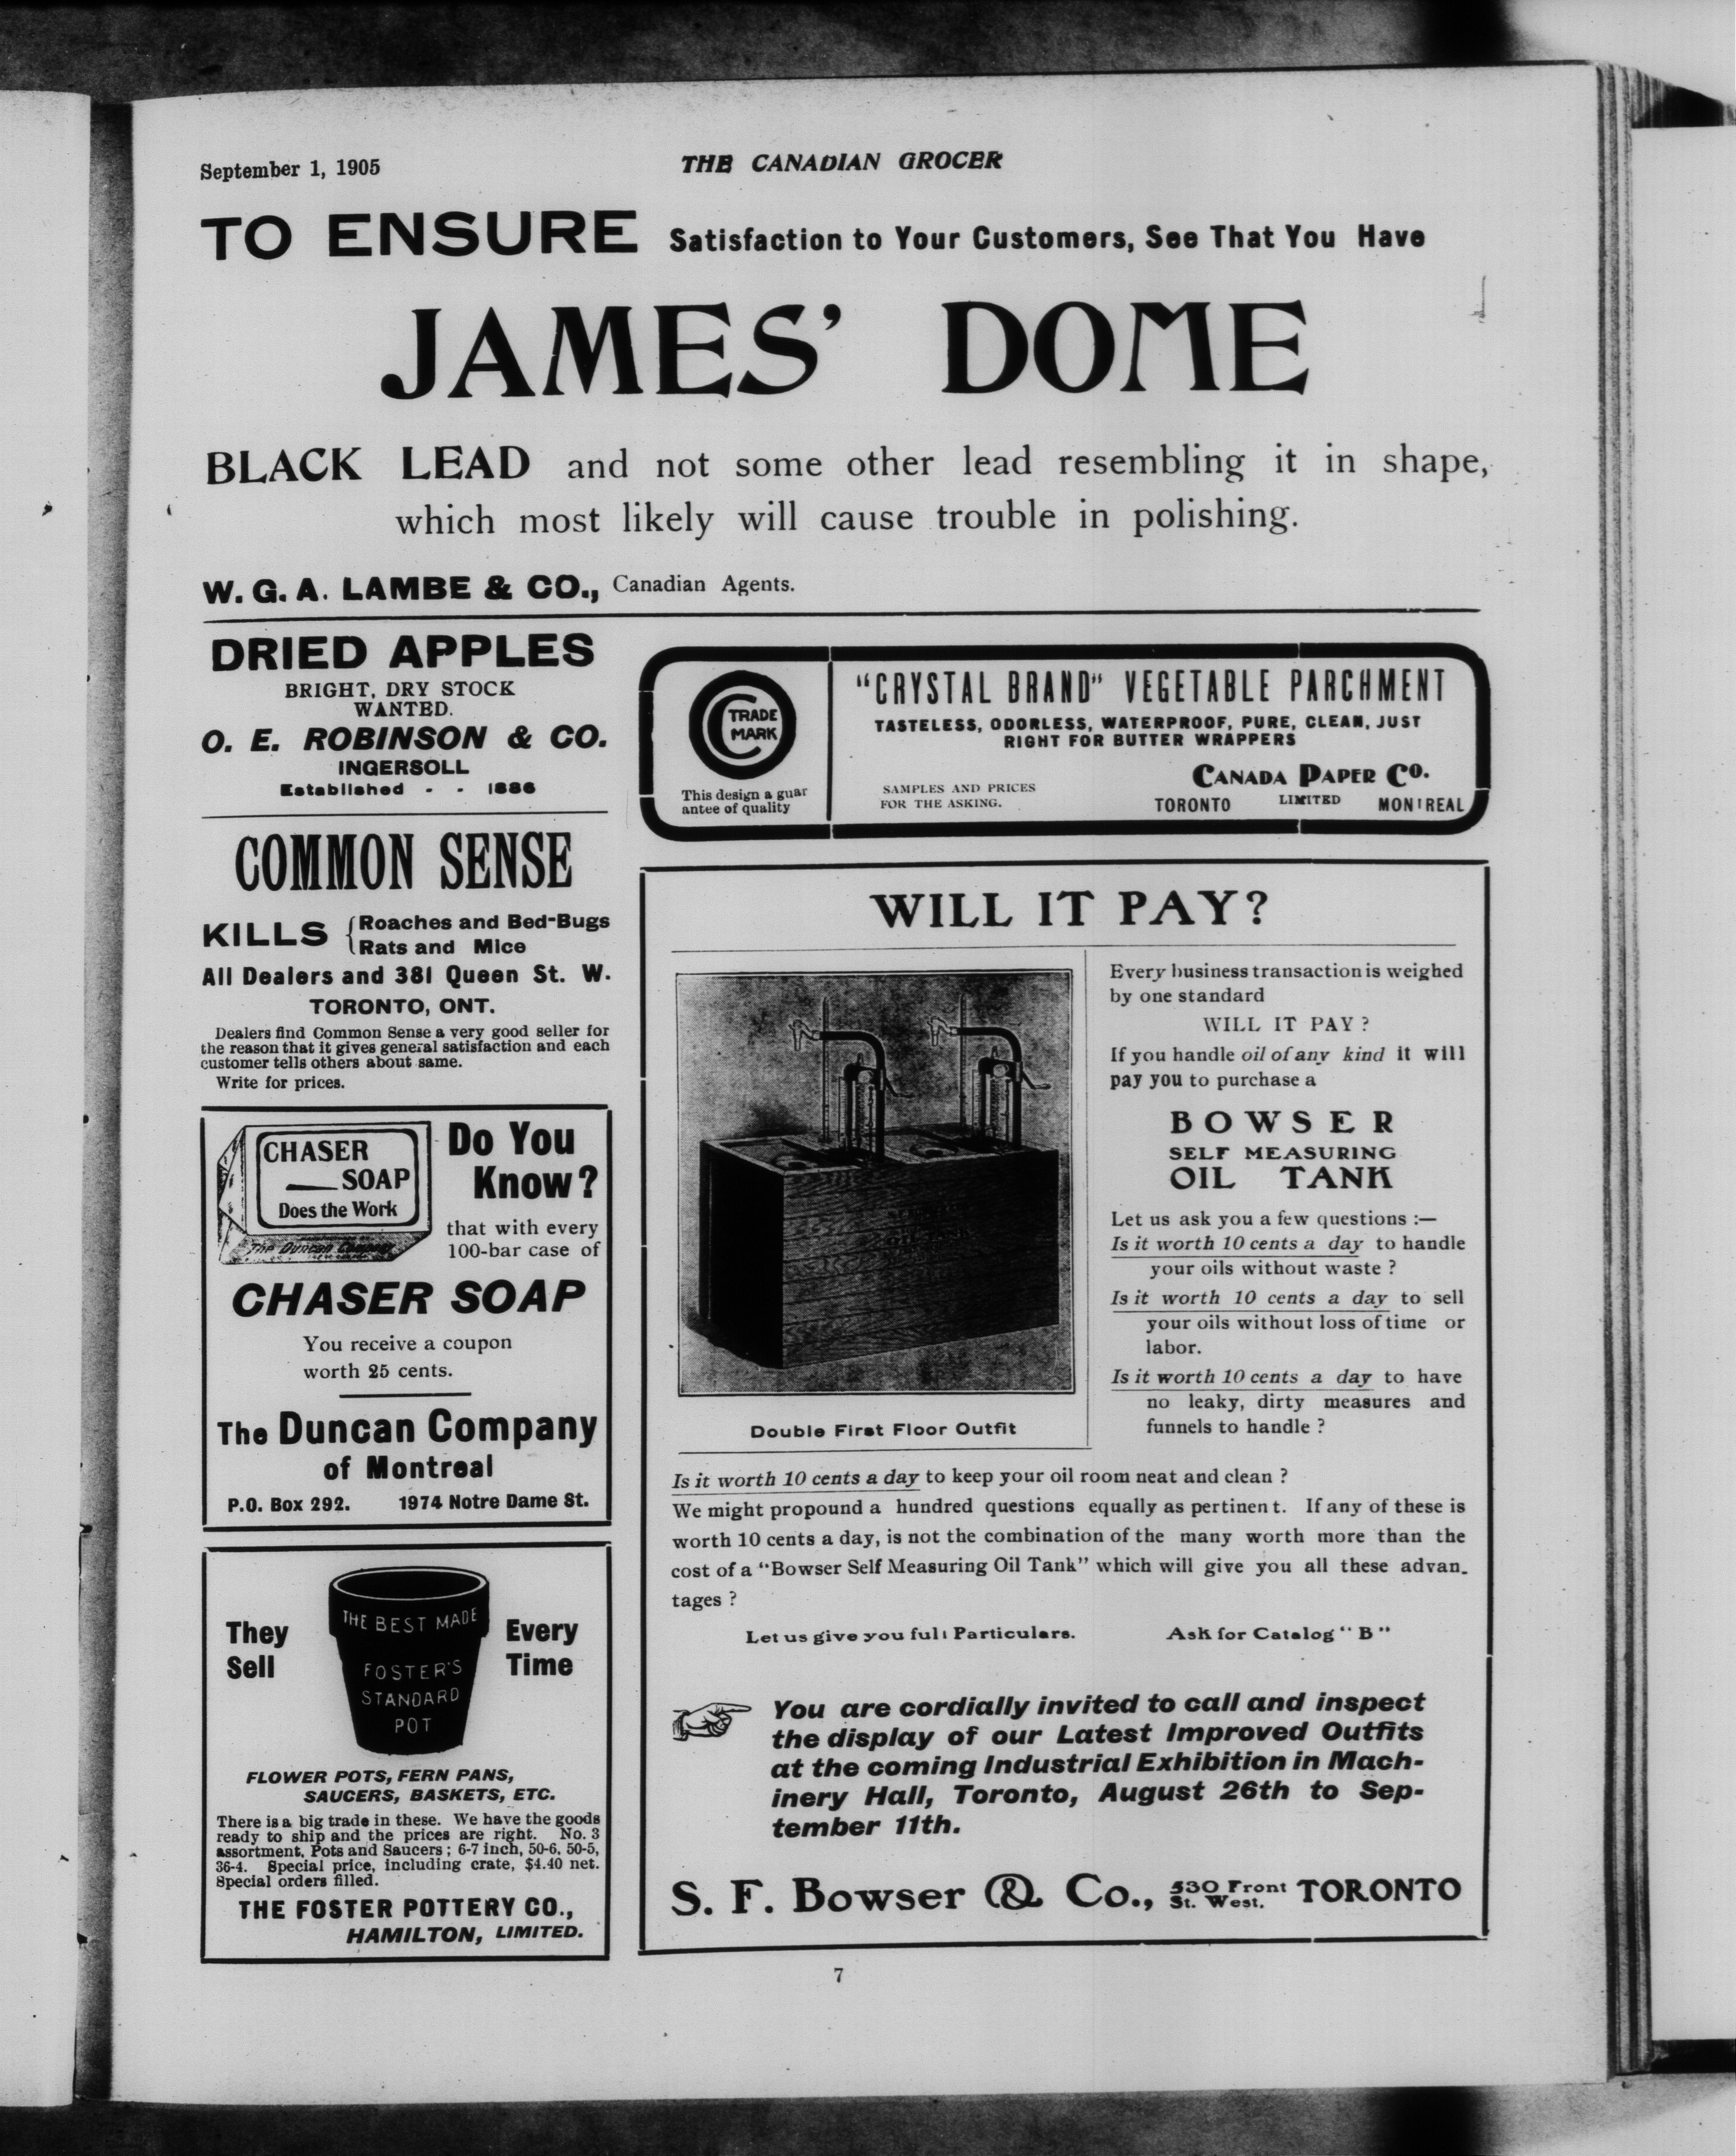 September 1, 1905
THE CANADIAN GROCER
TO ENSURE Satisfaction to Your Customers, See That You Have
JAMES' DOME
BLACK LEAD and not some other lead resembling it in shape,
which most likely will cause trouble in polishing.
W. G. A. LAMBE & CO., Canadian Agents.
DRIED APPLES
BRIGHT, DRY STOCK
WANTED.
O. E. ROBINSON & CO.
INGERSOLL
Established - - 1886
COMMON SENSE
KILLS { Roaches and Bed-Bugs
Rats and Mice
All Dealers and 381 Queen St. W.
TORONTO, ONT.
Dealers find Common Sense a very good seller for
the reason that it gives general satisfaction and each
customer tells others about same.
Write for prices.
CHASER
SOAP
Does the Work
The Duncan Company
Do You
Know?
that with every
100-bar case of
CHASER SOAP
You receive a coupon
worth 25 cents.
The Duncan Company
of Montreal
P.O. Box 292. 1974 Notre Dame St.
They
Sell
THE BEST MADE
FOSTER'S
STANDARD
POT
Every
Time
FLOWER POTS, FERN PANS,
SAUCERS, BASKETS, ETC.
There is a big trade in these. We have the goods
ready to ship and the prices are right. No. 3
assortment, Pots and Saucers; 6-7 inch, 50-6, 50-5,
36-4. Special price, including crate, $4.40 net.
Special orders filled.
THE FOSTER POTTERY CO.,
HAMILTON, LIMITED.
C
TRADE
MARK
This design a guar
antee of quality
"CRYSTAL BRAND" VEGETABLE PARCHMENT
TASTELESS, ODORLESS, WATERPROOF, PURE, CLEAN, JUST
RIGHT FOR BUTTER WRAPPERS
SAMPLES AND PRICES
FOR THE ASKING.
CANADA PAPER CO.
TORONTO LIMITED MONTREAL
WILL IT PAY?
Double First Floor Outfit
Every business transaction is weighed
by one standard
WILL IT PAY?
If you handle oil of any kind it will
pay you to purchase a
BOWSER
SELF MEASURING
OIL TANK
Let us ask you a few questions :—
Is it worth 10 cents a day to handle
your oils without waste ?
Is it worth 10 cents a day to sell
your oils without loss of time or
labor.
Is it worth 10 cents a day to have
no leaky, dirty measures and
funnels to handle ?
Is it worth 10 cents a day to keep your oil room neat and clean ?
We might propound a hundred questions equally as pertinent. If any of these is
worth 10 cents a day, is not the combination of the many worth more than the
cost of a "Bowser Self Measuring Oil Tank" which will give you all these advan-
tages ?
Let us give you full Particulars. Ask for Catalog "B"
You are cordially invited to call and inspect
the display of our Latest Improved Outfits
at the coming Industrial Exhibition in Mach-
inery Hall, Toronto, August 26th to Sep-
tember 11th.
S. F. Bowser & Co., 530 Front
St. West. TORONTO
7